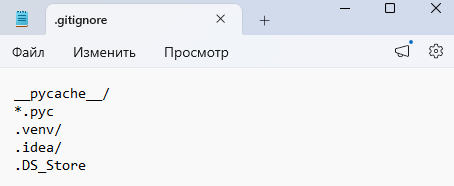 .gitignore
Файл Изменить Просмотр
__pycache__/
*.pyc
.venv/
.idea/
.DS_Store